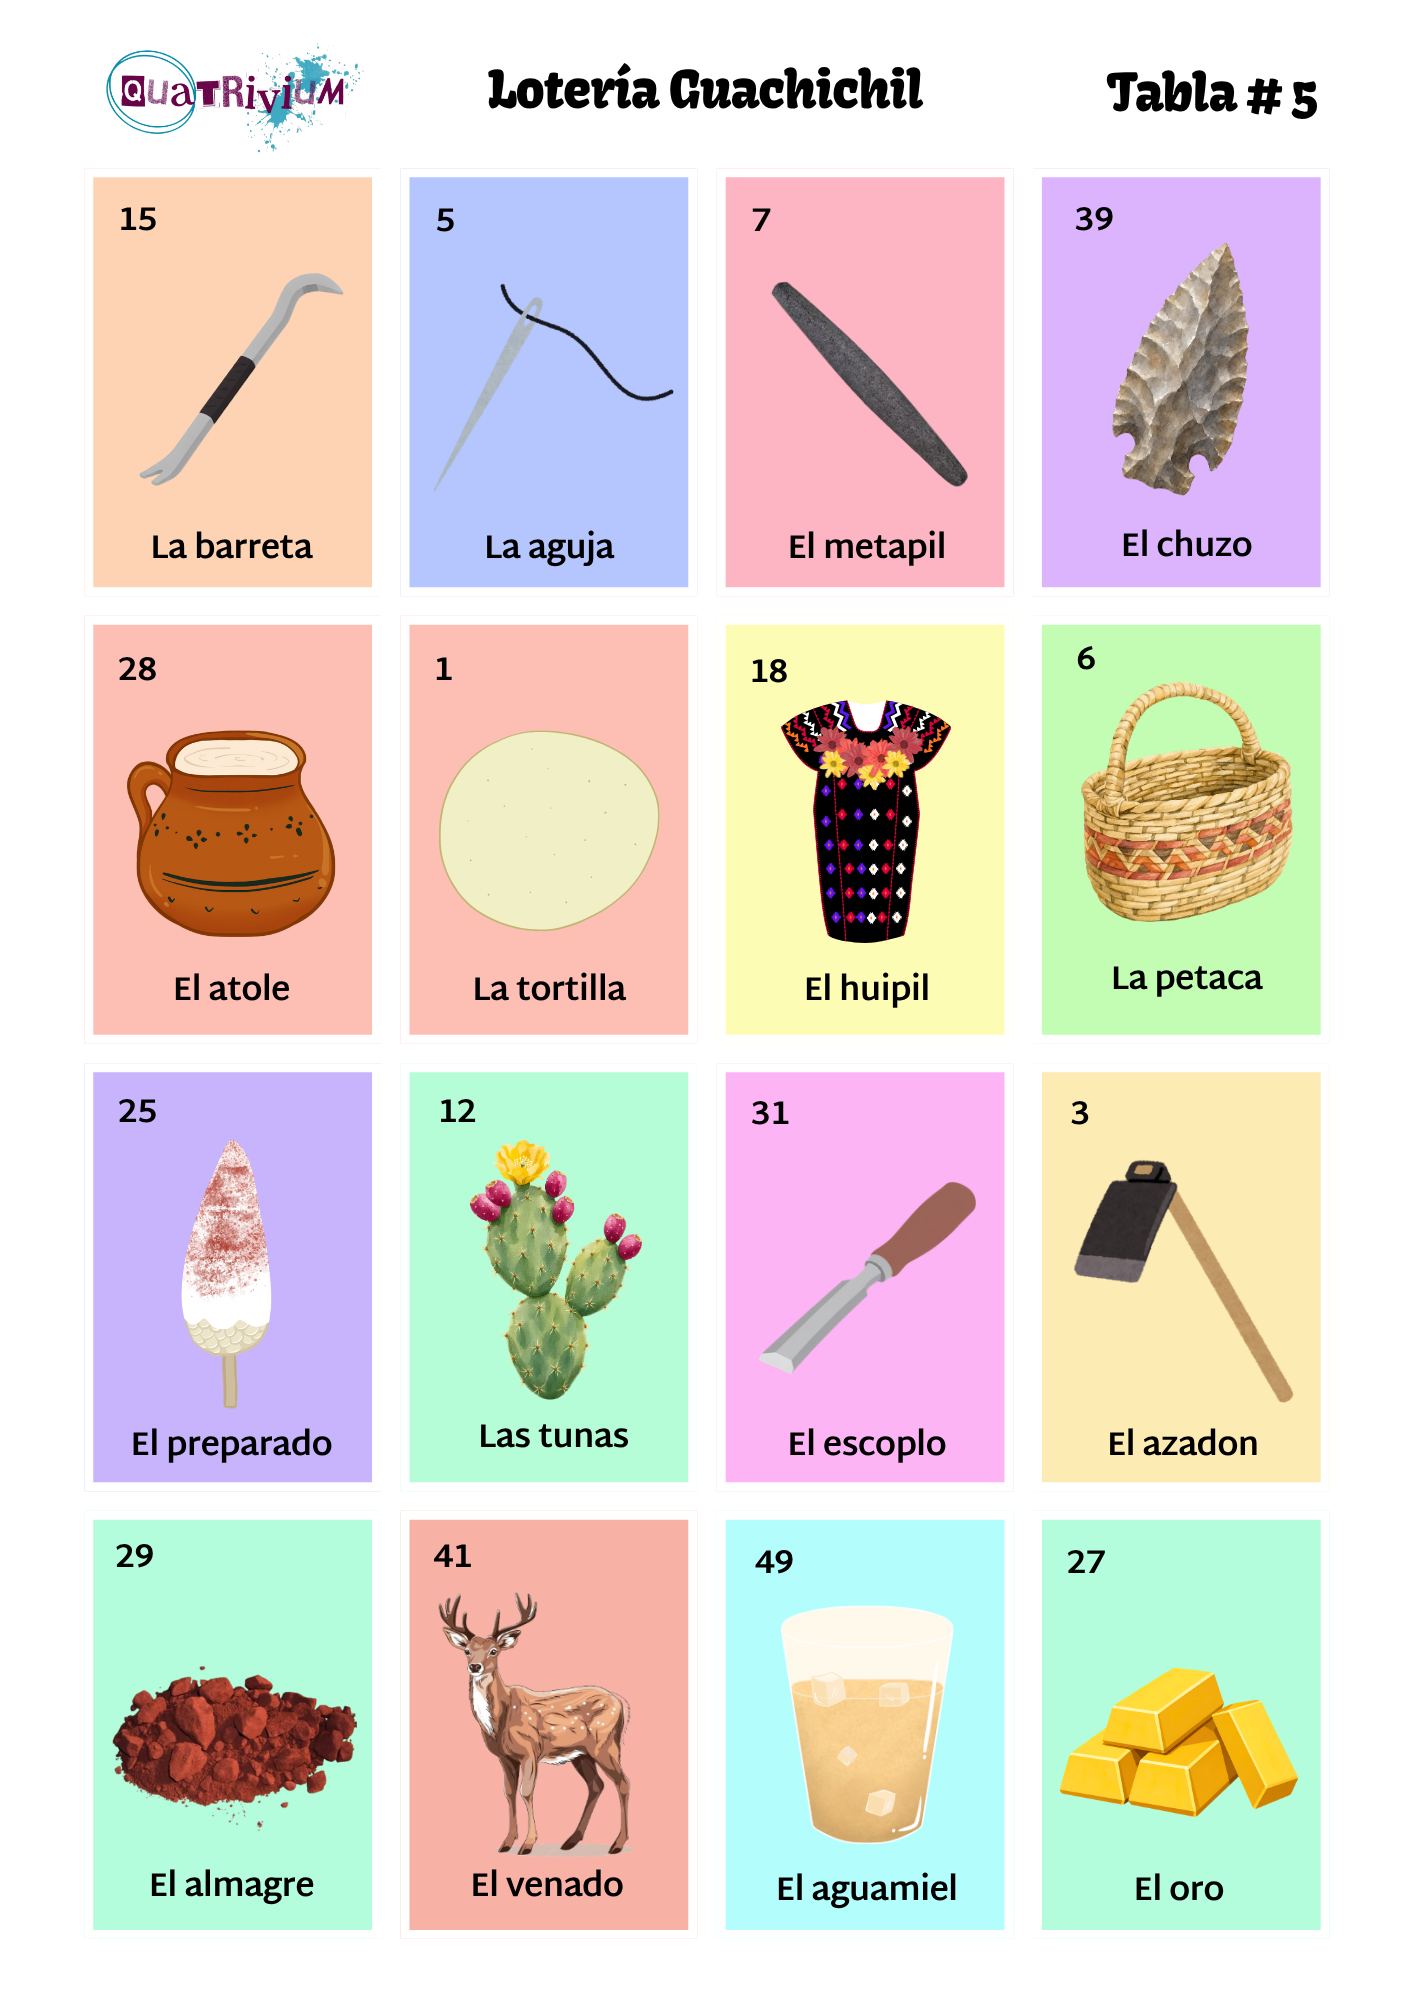 QUATRiViUM
Lotería Guachichil
Tabla # 5
15
La barreta
5
La aguja
7
El metapil
39
El chuzo
28
El atole
1
La tortilla
18
El huipil
6
La petaca
25
El preparado
12
Las tunas
31
El escoplo
3
El azadon
29
El almagre
41
El venado
49
El aguamiel
27
El oro